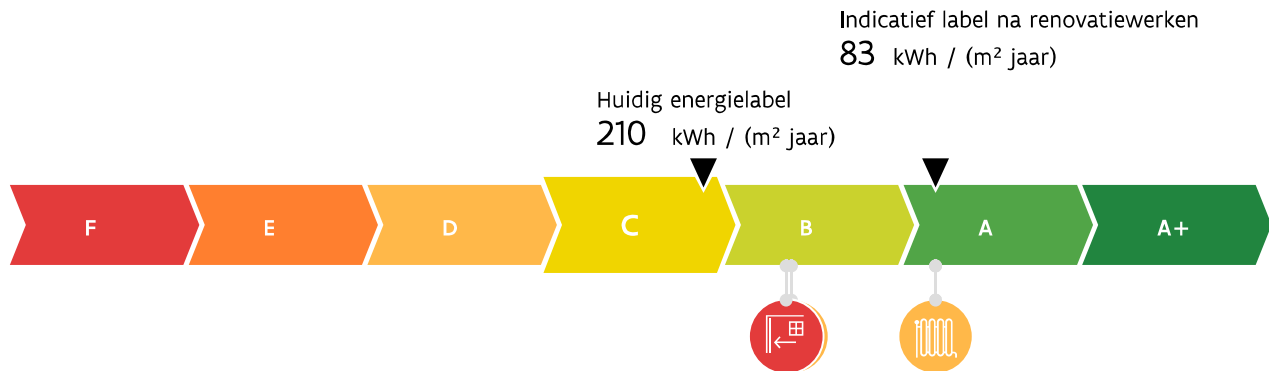 Indicatief label na renovatiewerken
83 kWh / (m² jaar)
Huidig energielabel
210 kWh / (m² jaar)
F E D C B A A+